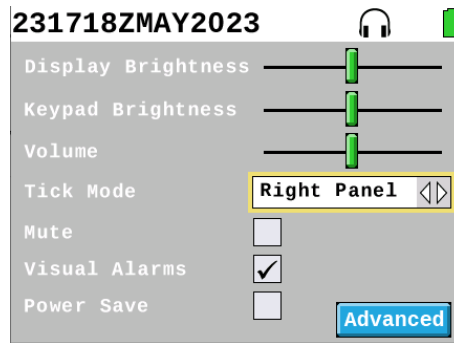 231718ZMAY2023
Display Brightness
Keypad Brightness
Volume
Tick Mode Right Panel
Mute
Visual Alarms
Power Save
Advanced